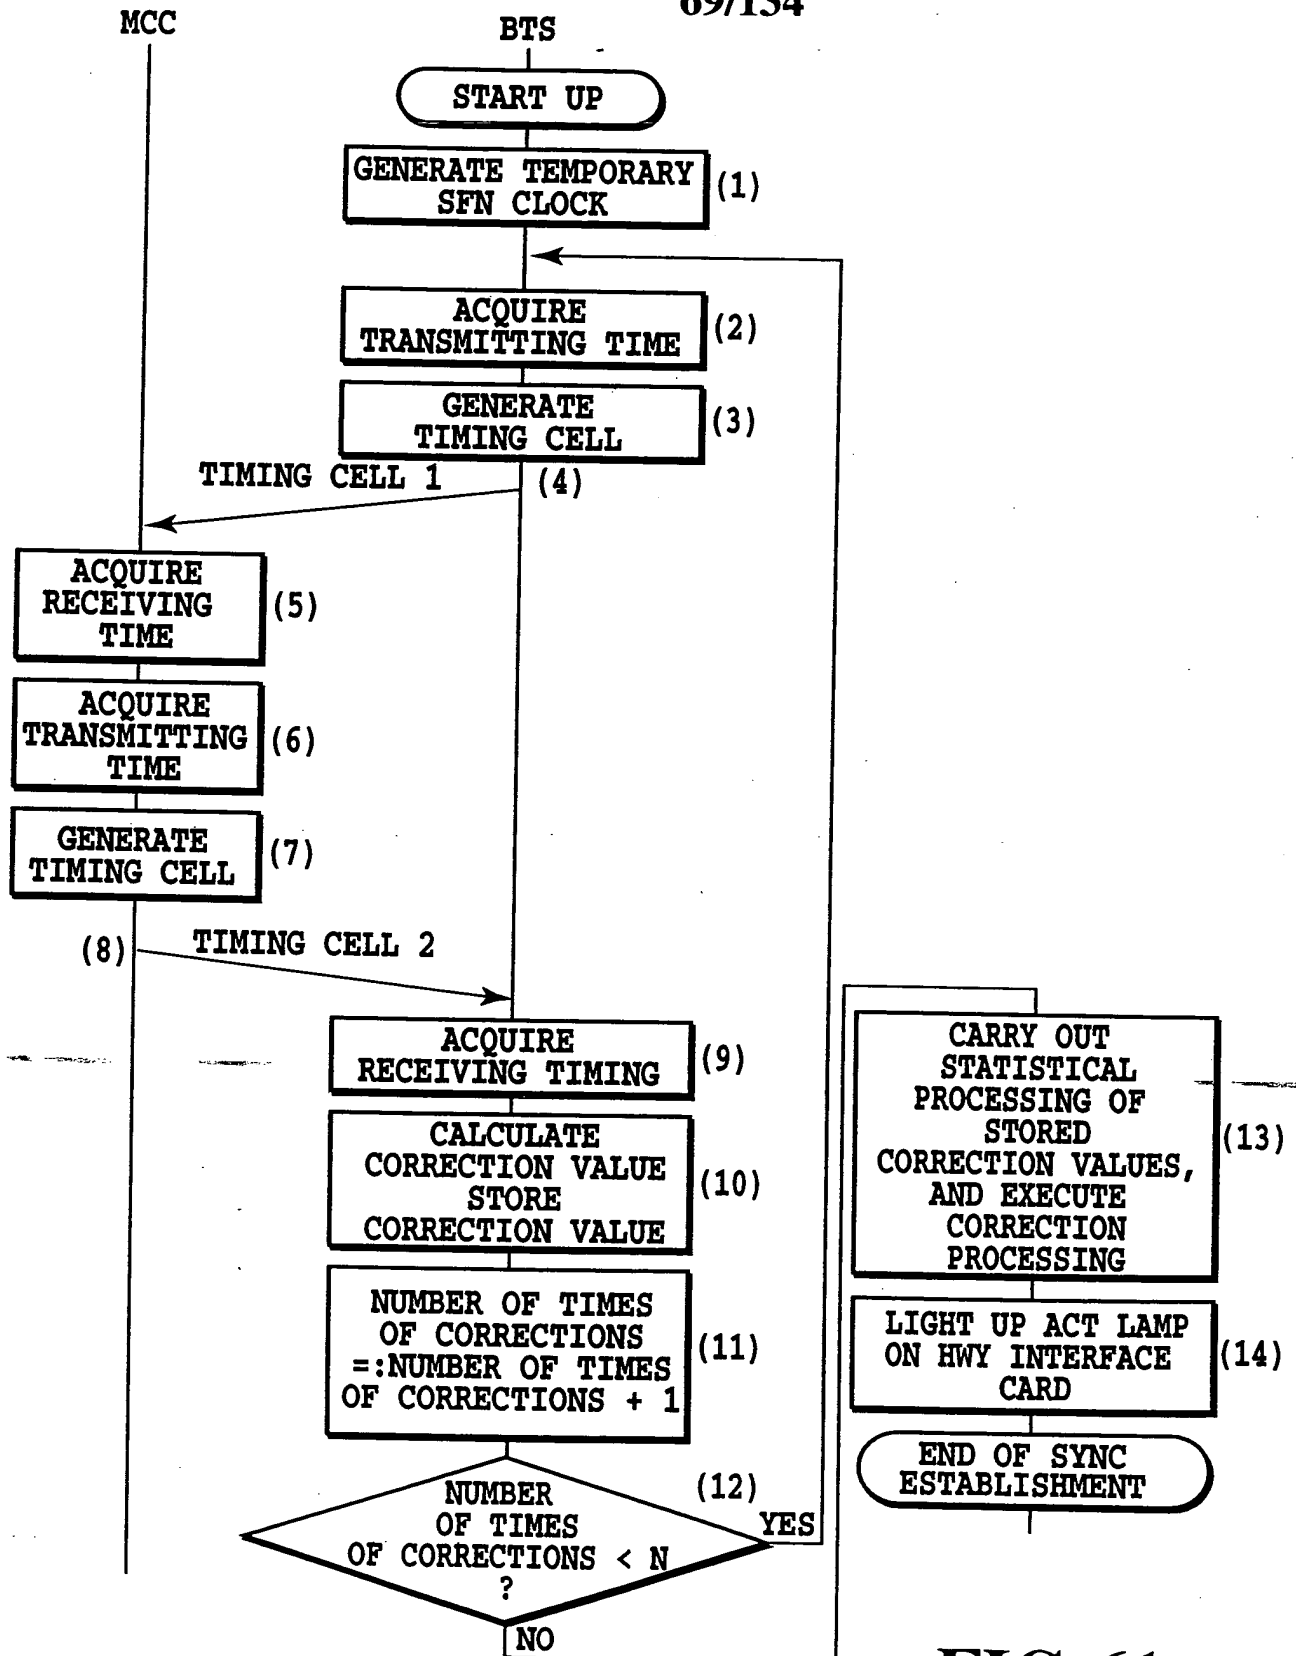 69/134
MCC
BTS
START UP
GENERATE TEMPORARY
SFN CLOCK
(1)
ACQUIRE
TRANSMITTING TIME
(2)
GENERATE
TIMING CELL
(3)
TIMING CELL 1
(4)
ACQUIRE
RECEIVING
TIME
(5)
ACQUIRE
TRANSMITTING
TIME
(6)
GENERATE
TIMING CELL
(7)
(8)
TIMING CELL 2
ACQUIRE
RECEIVING TIMING
(9)
CALCULATE
CORRECTION VALUE
STORE
CORRECTION VALUE
(10)
NUMBER OF TIMES
OF CORRECTIONS
=:NUMBER OF TIMES
OF CORRECTIONS + 1
(11)
NUMBER
OF TIMES
OF CORRECTIONS < N
?
(12)
YES
NO
CARRY OUT
STATISTICAL
PROCESSING OF
STORED
CORRECTION VALUES,
AND EXECUTE
CORRECTION
PROCESSING
(13)
LIGHT UP ACT LAMP
ON HWY INTERFACE
CARD
(14)
END OF SYNC
ESTABLISHMENT